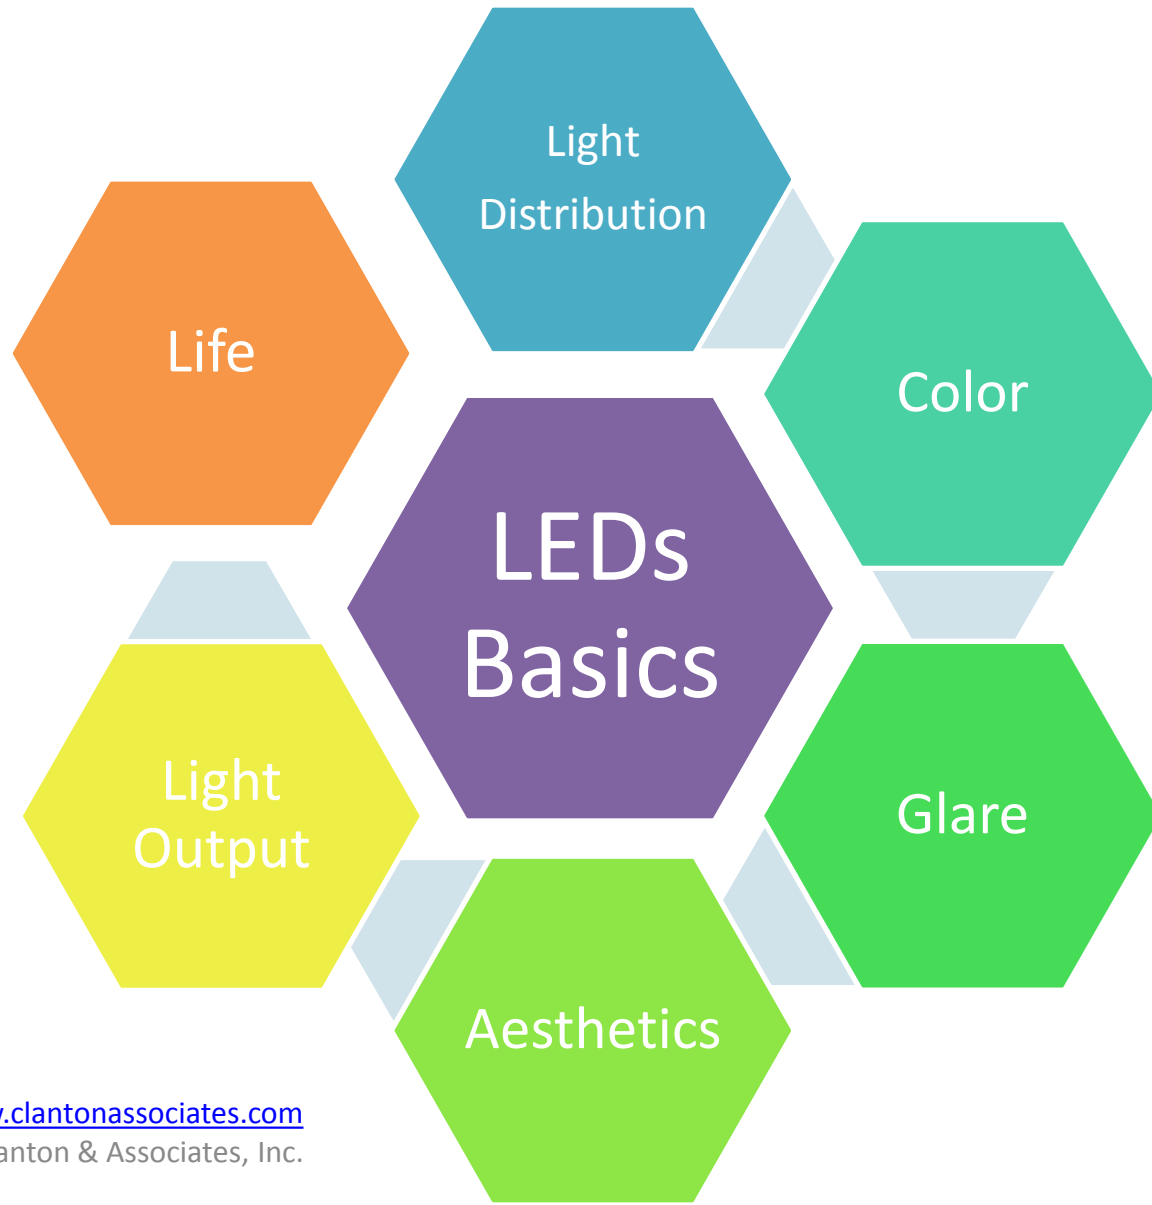 Light
Distribution
Life
Color
LEDs
Basics
Light
Output
Glare
Aesthetics
.clantonassociates.com
anton & Associates, Inc.